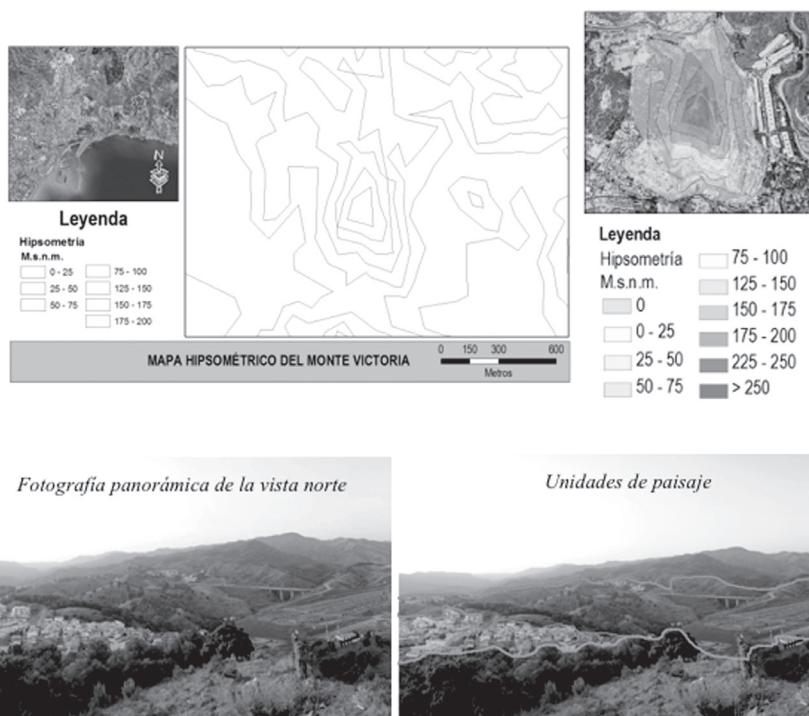 N
Leyenda
Hipsometría
M.s.n.m.
0 - 25
25 - 50
50 - 75
75 - 100
125 - 150
150 - 175
175 - 200
MAPA HIPSOMÉTRICO DEL MONTE VICTORIA
0 150 300 600
Metros
Leyenda
Hipsometría
M.s.n.m.
0
0 - 25
25 - 50
50 - 75
75 - 100
125 - 150
150 - 175
175 - 200
225 - 250
> 250
Fotografía panorámica de la vista norte
Unidades de paisaje